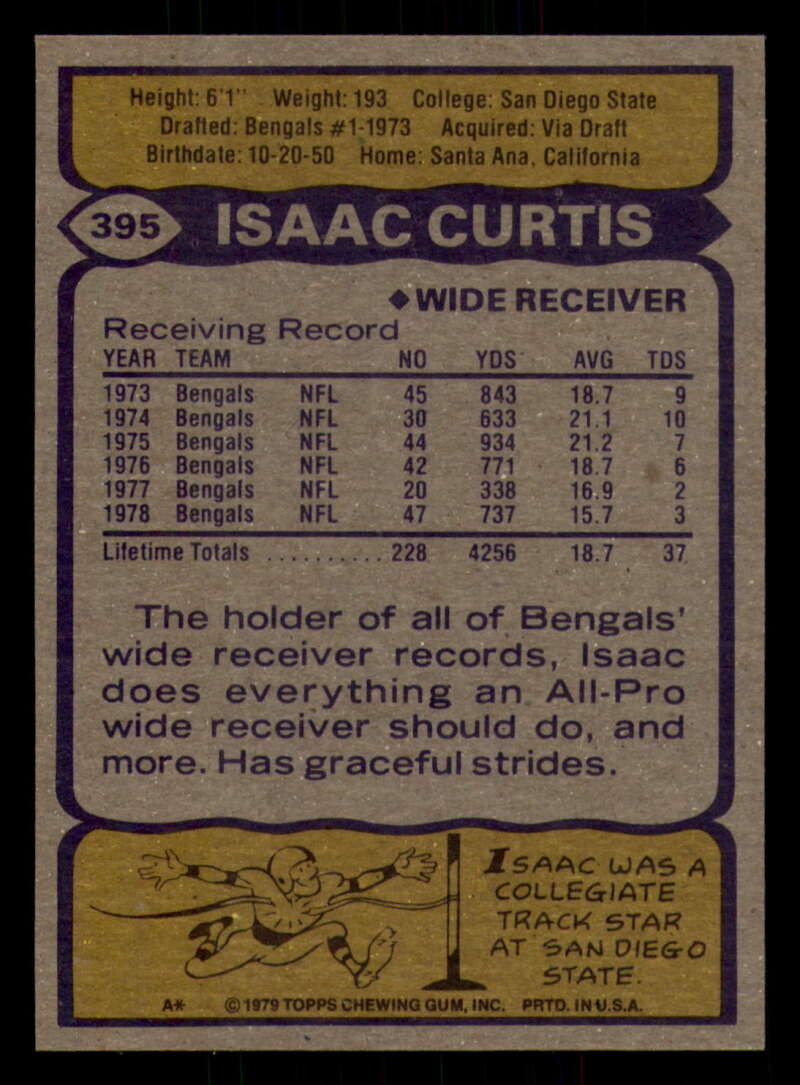 Height: 6'1" Weight: 193 College: San Diego State
Drafted: Bengals #1-1973 Acquired: Via Draft
Birthdate: 10-20-50 Home: Santa Ana, California
395 ISAAC CURTIS
◆WIDE RECEIVER
Receiving Record
YEAR TEAM NO YDS AVG TDS
1973 Bengals NFL 45 843 18.7 9
1974 Bengals NFL 30 633 21.1 10
1975 Bengals NFL 44 934 21.2 7
1976 Bengals NFL 42 771 18.7 6
1977 Bengals NFL 20 338 16.9 2
1978 Bengals NFL 47 737 15.7 3
Lifetime Totals .......... 228 4256 18.7 37
The holder of all of Bengals'
wide receiver records, Isaac
does everything an All-Pro
wide receiver should do, and
more. Has graceful strides.
ISAAC WAS A
COLLEGIATE
TRACK STAR
AT SAN DIEGO
STATE.
A* © 1979 TOPPS CHEWING GUM, INC. PRTD. IN U.S.A.